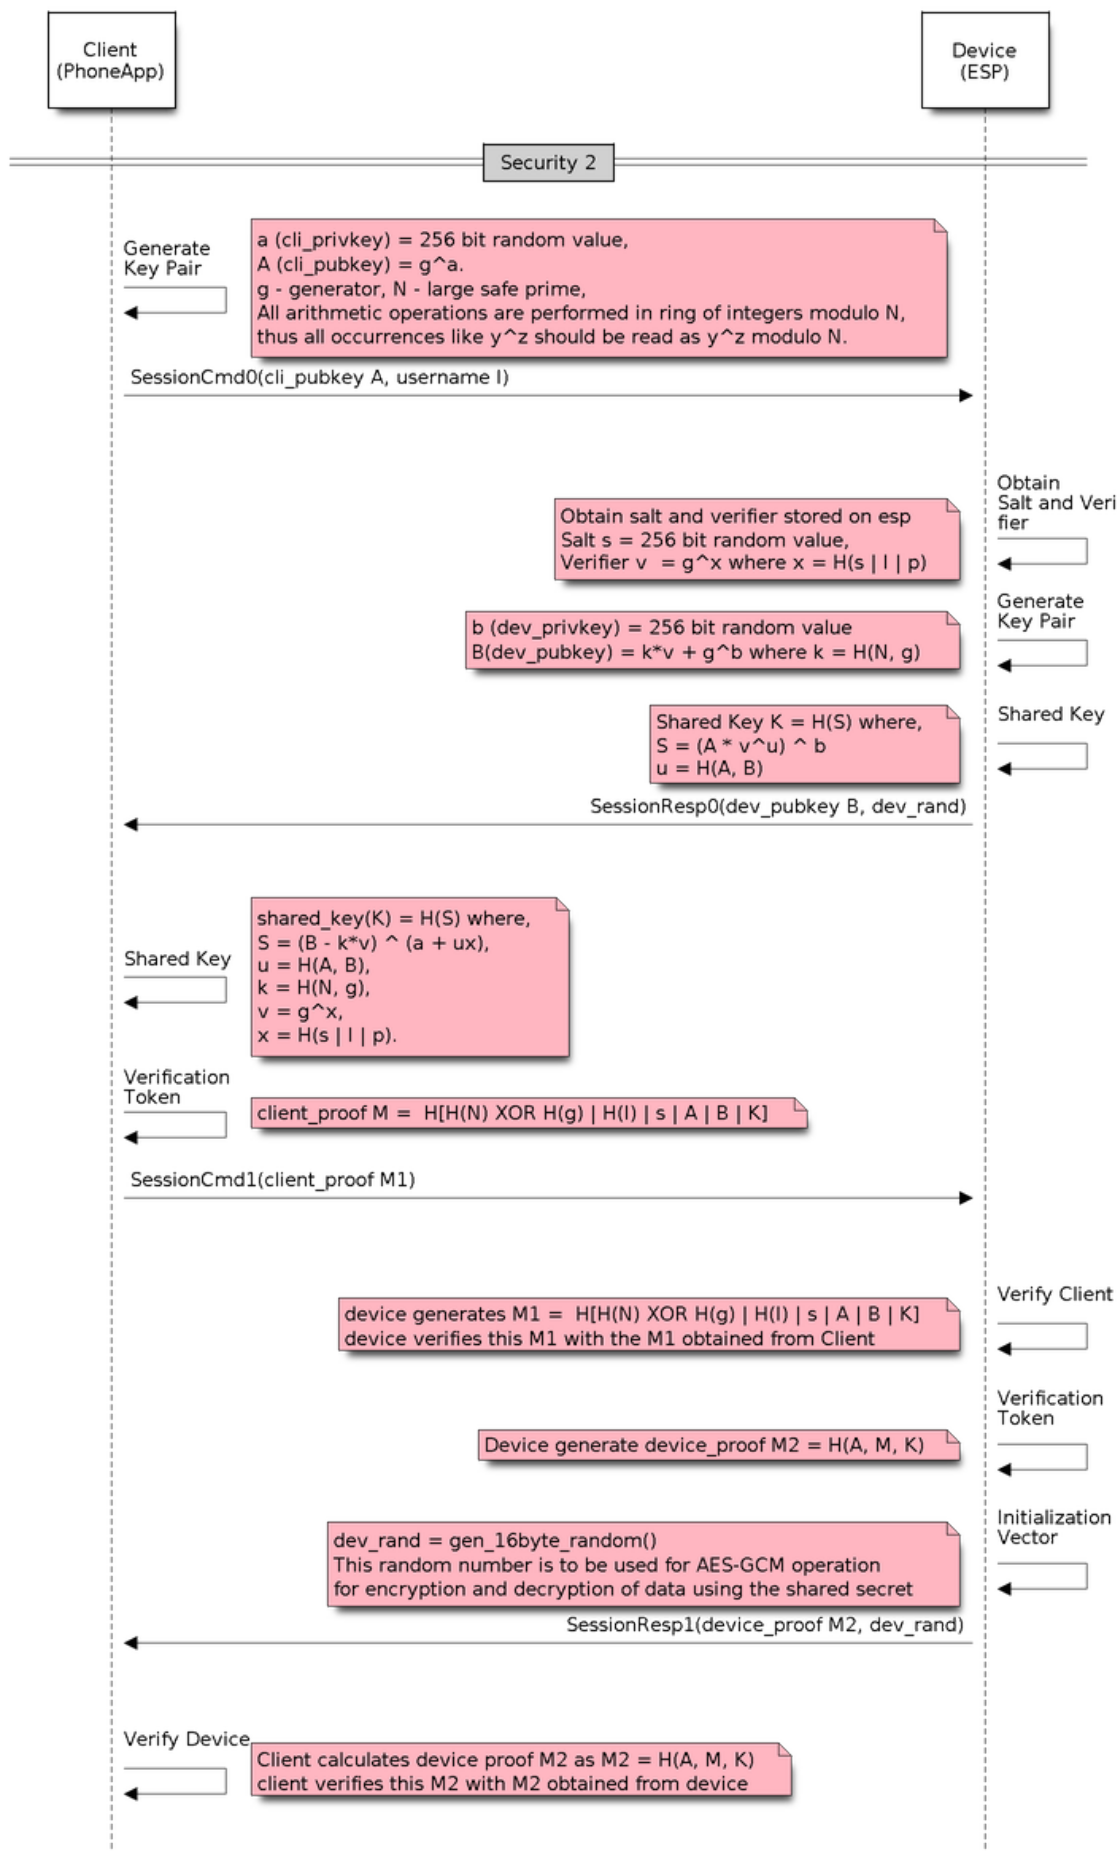 Client
(PhoneApp)
Device
(ESP)
Security 2
Generate
Key Pair
a (cli_privkey) = 256 bit random value,
A (cli_pubkey) = g^a.
g - generator, N - large safe prime,
All arithmetic operations are performed in ring of integers modulo N,
thus all occurrences like y^z should be read as y^z modulo N.
SessionCmd0(cli_pubkey A, username I)
Obtain
Salt and Veri
fier
Obtain salt and verifier stored on esp
Salt s = 256 bit random value,
Verifier v  = g^x where x = H(s | I | p)
Generate
Key Pair
b (dev_privkey) = 256 bit random value
B(dev_pubkey) = k*v + g^b where k = H(N, g)
Shared Key
Shared Key K = H(S) where,
S = (A * v^u) ^ b
u = H(A, B)
SessionResp0(dev_pubkey B, dev_rand)
Shared Key
shared_key(K) = H(S) where,
S = (B - k*v) ^ (a + ux),
u = H(A, B),
k = H(N, g),
v = g^x,
x = H(s | I | p).
Verification
Token
client_proof M =  H[H(N) XOR H(g) | H(I) | s | A | B | K]
SessionCmd1(client_proof M1)
Verify Client
device generates M1 =  H[H(N) XOR H(g) | H(I) | s | A | B | K]
device verifies this M1 with the M1 obtained from Client
Verification
Token
Device generate device_proof M2 = H(A, M, K)
Initialization
Vector
dev_rand = gen_16byte_random()
This random number is to be used for AES-GCM operation
for encryption and decryption of data using the shared secret
SessionResp1(device_proof M2, dev_rand)
Verify Device
Client calculates device proof M2 as M2 = H(A, M, K)
client verifies this M2 with M2 obtained from device